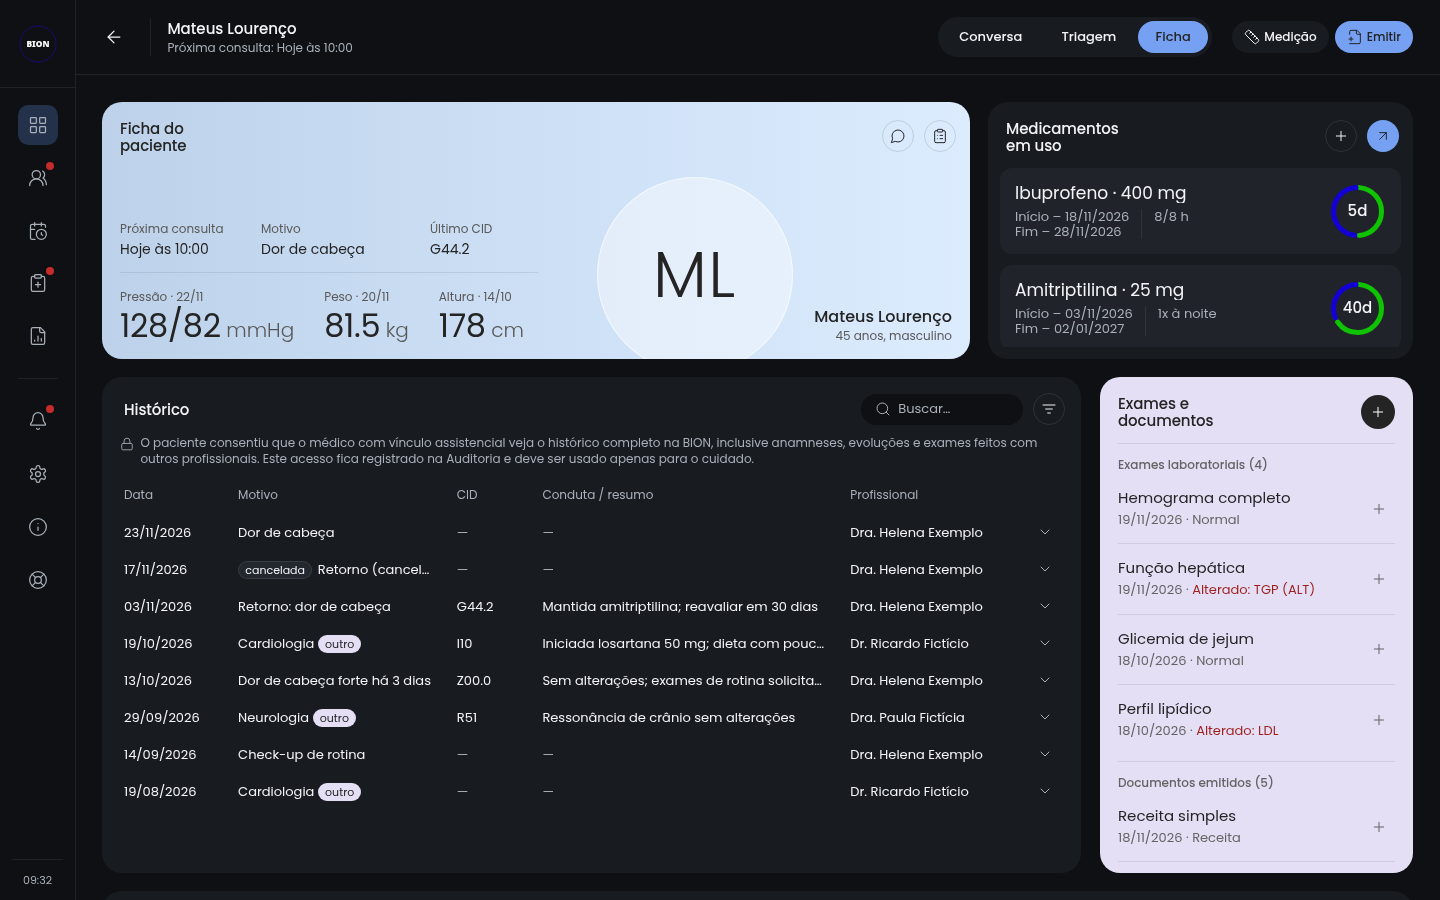 BION
Mateus Lourenço
Próxima consulta: Hoje às 10:00
Conversa
Triagem
Ficha
Medição
Emitir
Ficha do
paciente
Próxima consulta
Motivo
Último CID
Hoje às 10:00
Dor de cabeça
G44.2
Pressão · 22/11
Peso · 20/11
Altura · 14/10
128/82 mmHg
81.5 kg
178 cm
ML
Mateus Lourenço
45 anos, masculino
Medicamentos
em uso
Ibuprofeno · 400 mg
Início – 18/11/2026
8/8 h
Fim – 28/11/2026
5d
Amitriptilina · 25 mg
Início – 03/11/2026
1x à noite
Fim – 02/01/2027
40d
Histórico
Buscar...
O paciente consentiu que o médico com vínculo assistencial veja o histórico completo na BION, inclusive anamneses, evoluções e exames feitos com
outros profissionais. Este acesso fica registrado na Auditoria e deve ser usado apenas para o cuidado.
Data Motivo CID Conduta / resumo Profissional
23/11/2026 Dor de cabeça — — Dra. Helena Exemplo
17/11/2026 cancelada Retorno (cancel... — — Dra. Helena Exemplo
03/11/2026 Retorno: dor de cabeça G44.2 Mantida amitriptilina; reavaliar em 30 dias Dra. Helena Exemplo
19/10/2026 Cardiologia outro I10 Iniciada losartana 50 mg; dieta com pouc... Dr. Ricardo Fictício
13/10/2026 Dor de cabeça forte há 3 dias Z00.0 Sem alterações; exames de rotina solicita... Dra. Helena Exemplo
29/09/2026 Neurologia outro R51 Ressonância de crânio sem alterações Dra. Paula Fictícia
14/09/2026 Check-up de rotina — — Dra. Helena Exemplo
19/08/2026 Cardiologia outro — — Dr. Ricardo Fictício
Exames e
documentos
Exames laboratoriais (4)
Hemograma completo
19/11/2026 · Normal
Função hepática
19/11/2026 · Alterado: TGP (ALT)
Glicemia de jejum
18/10/2026 · Normal
Perfil lipídico
18/10/2026 · Alterado: LDL
Documentos emitidos (5)
Receita simples
18/11/2026 · Receita
09:32